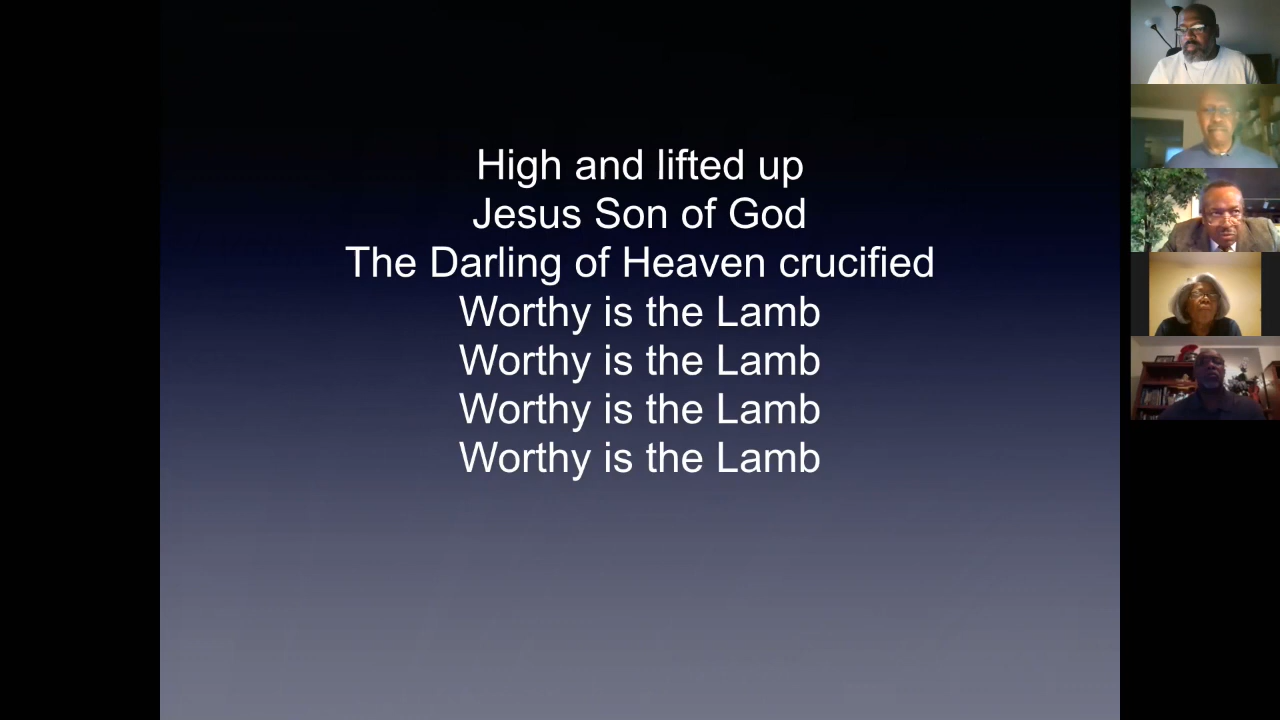 High and lifted up
Jesus Son of God
The Darling of Heaven crucified
Worthy is the Lamb
Worthy is the Lamb
Worthy is the Lamb
Worthy is the Lamb